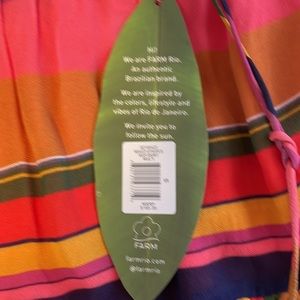 Hi!
We are FARM Rio.
An authentic
Brazilian brand.
We are inspired by
the colors, lifestyle and
vibes of Rio de Janeiro.
We invite you to
follow the sun.
S
FARM
farmrio.com
@farmrio